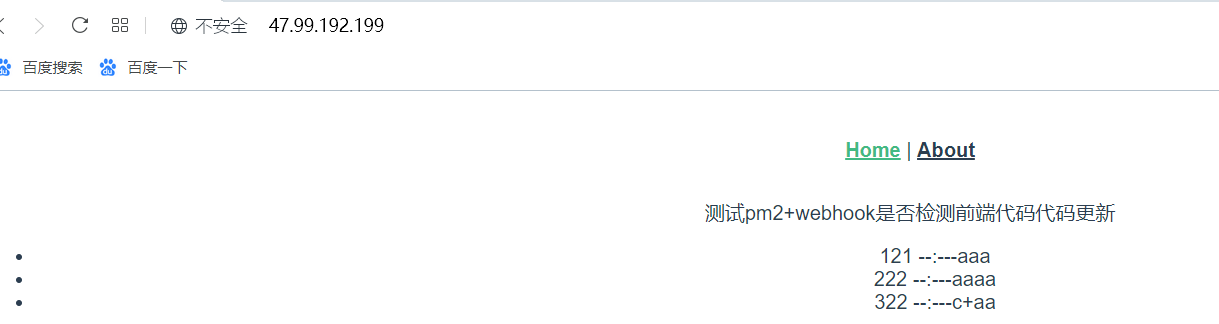 不安全 47.99.192.199
百度搜索 百度一下
Home | About
测试pm2+webhook是否检测前端代码代码更新
121 --:---aaa
222 --:---aaaa
322 --:---c+aa